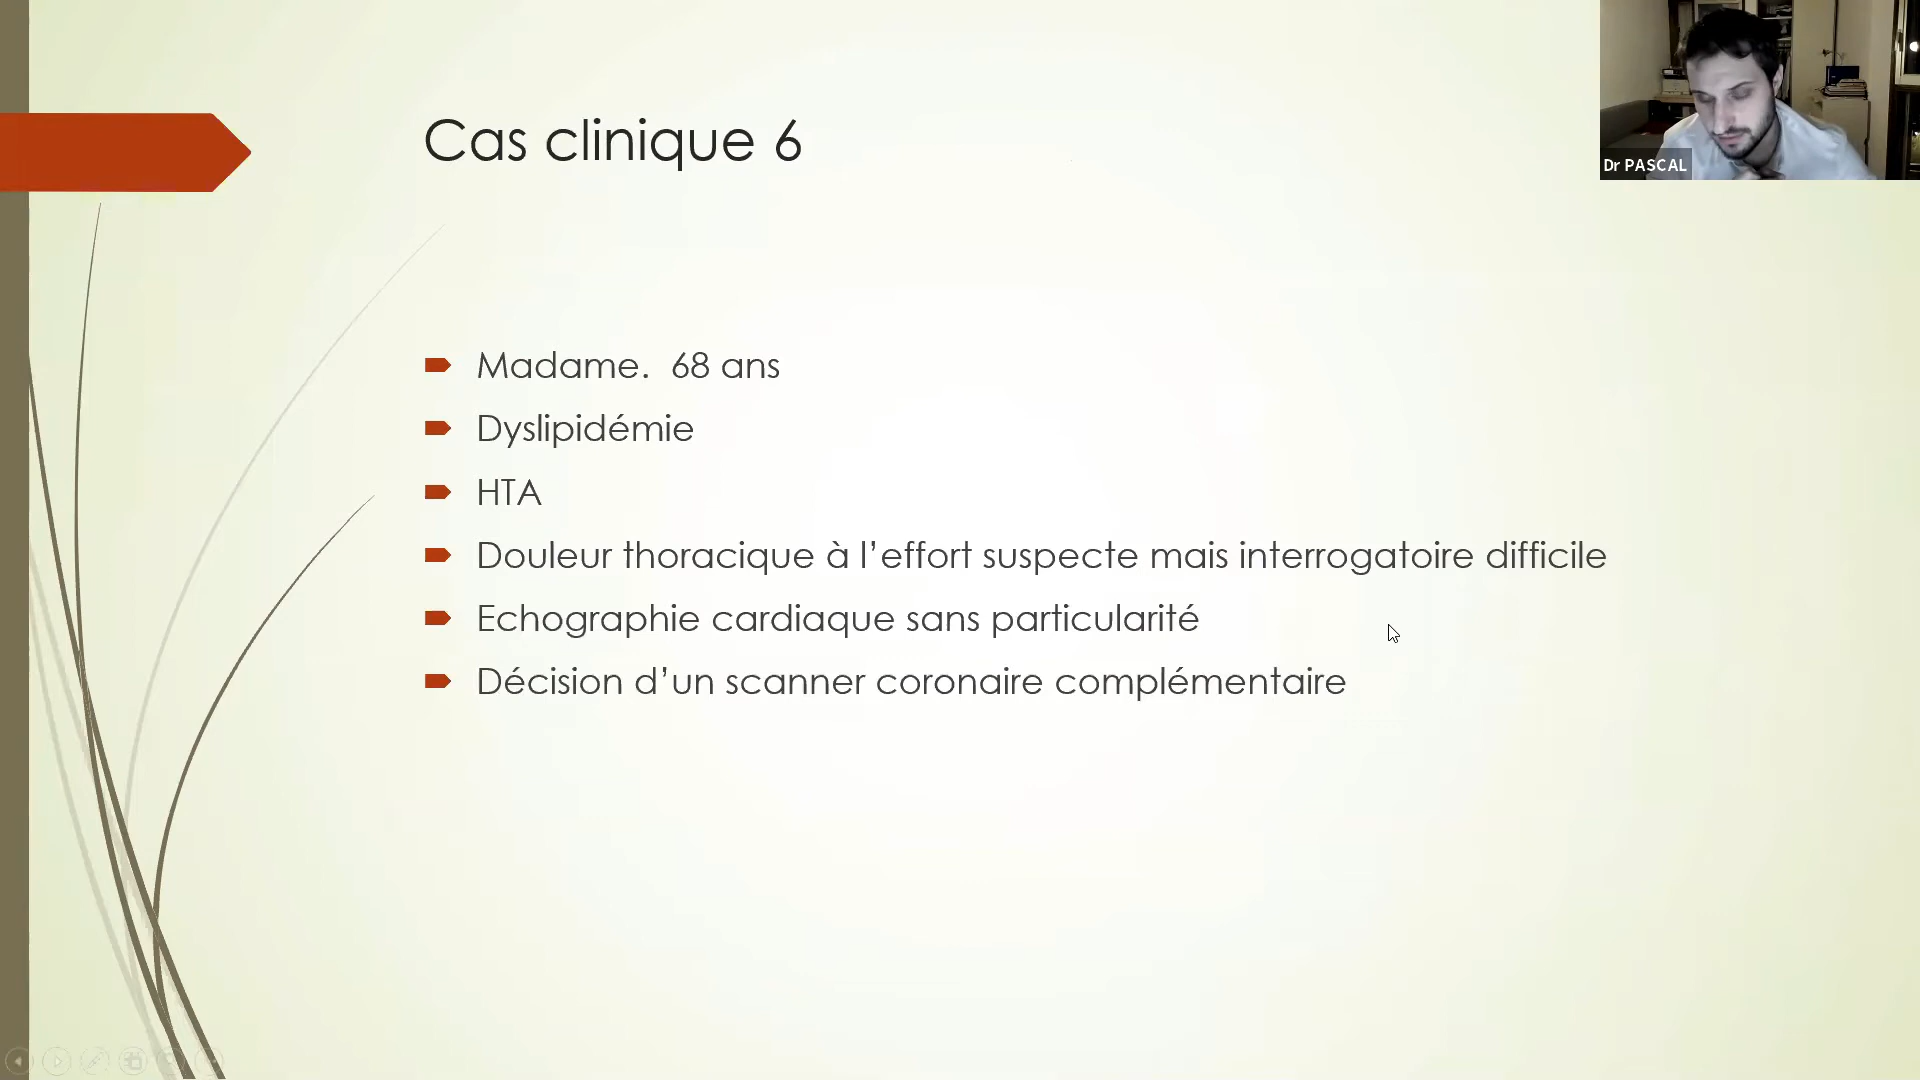 Cas clinique 6
Dr PASCAL
Madame.  68 ans
Dyslipidémie
HTA
Douleur thoracique à l’effort suspecte mais interrogatoire difficile
Echographie cardiaque sans particularité
Décision d’un scanner coronaire complémentaire